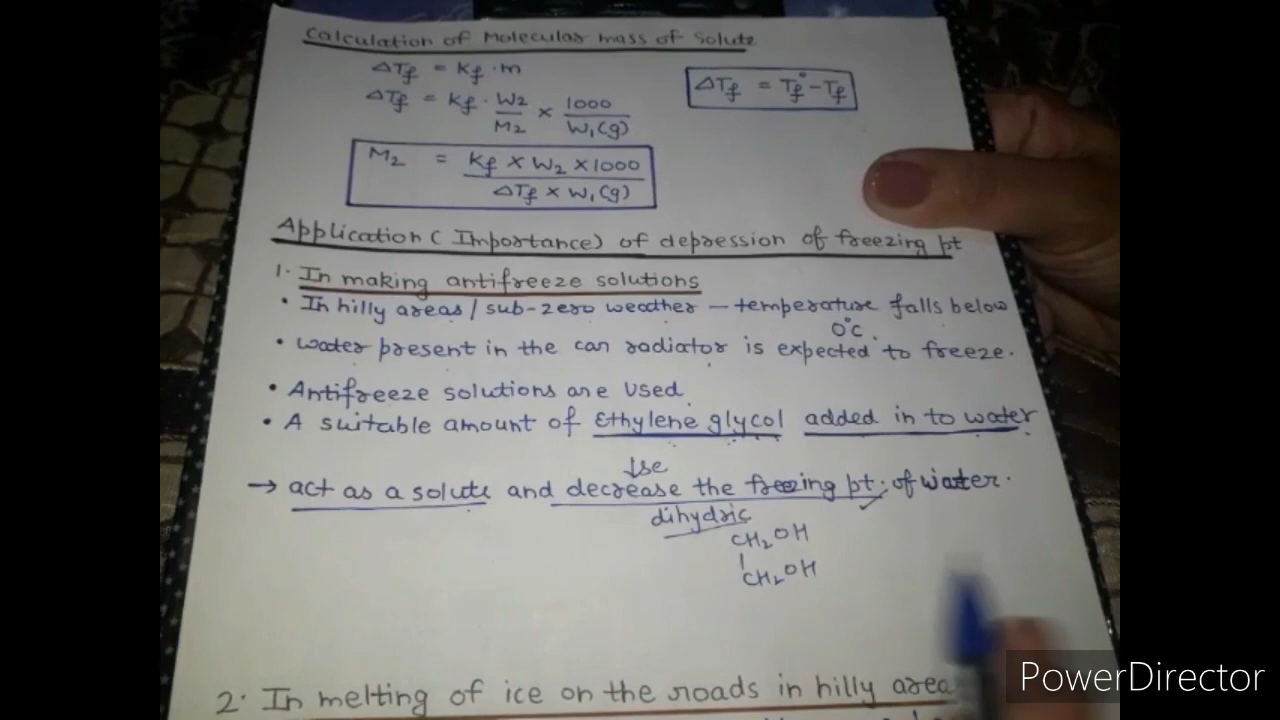 Calculation of Molecular mass of Solute
ΔTf = Kf · m
ΔTf = Kf · W2/M2 × 1000/W1(g)
ΔTf = T°f - Tf
M2 = Kf × W2 × 1000 / ΔTf × W1(g)
Application (Importance) of depression of freezing pt
1. In making antifreeze solutions
• In hilly areas / sub-zero weather – temperature falls below
0°C.
• Water present in the car radiator is expected to freeze.
• Antifreeze solutions are used.
• A suitable amount of Ethylene glycol added in to water
↓se
→ act as a solute and decrease the freezing pt. of water.
dihydric
CH2OH
|
CH2OH
2. In melting of ice on the roads in hilly area
PowerDirector